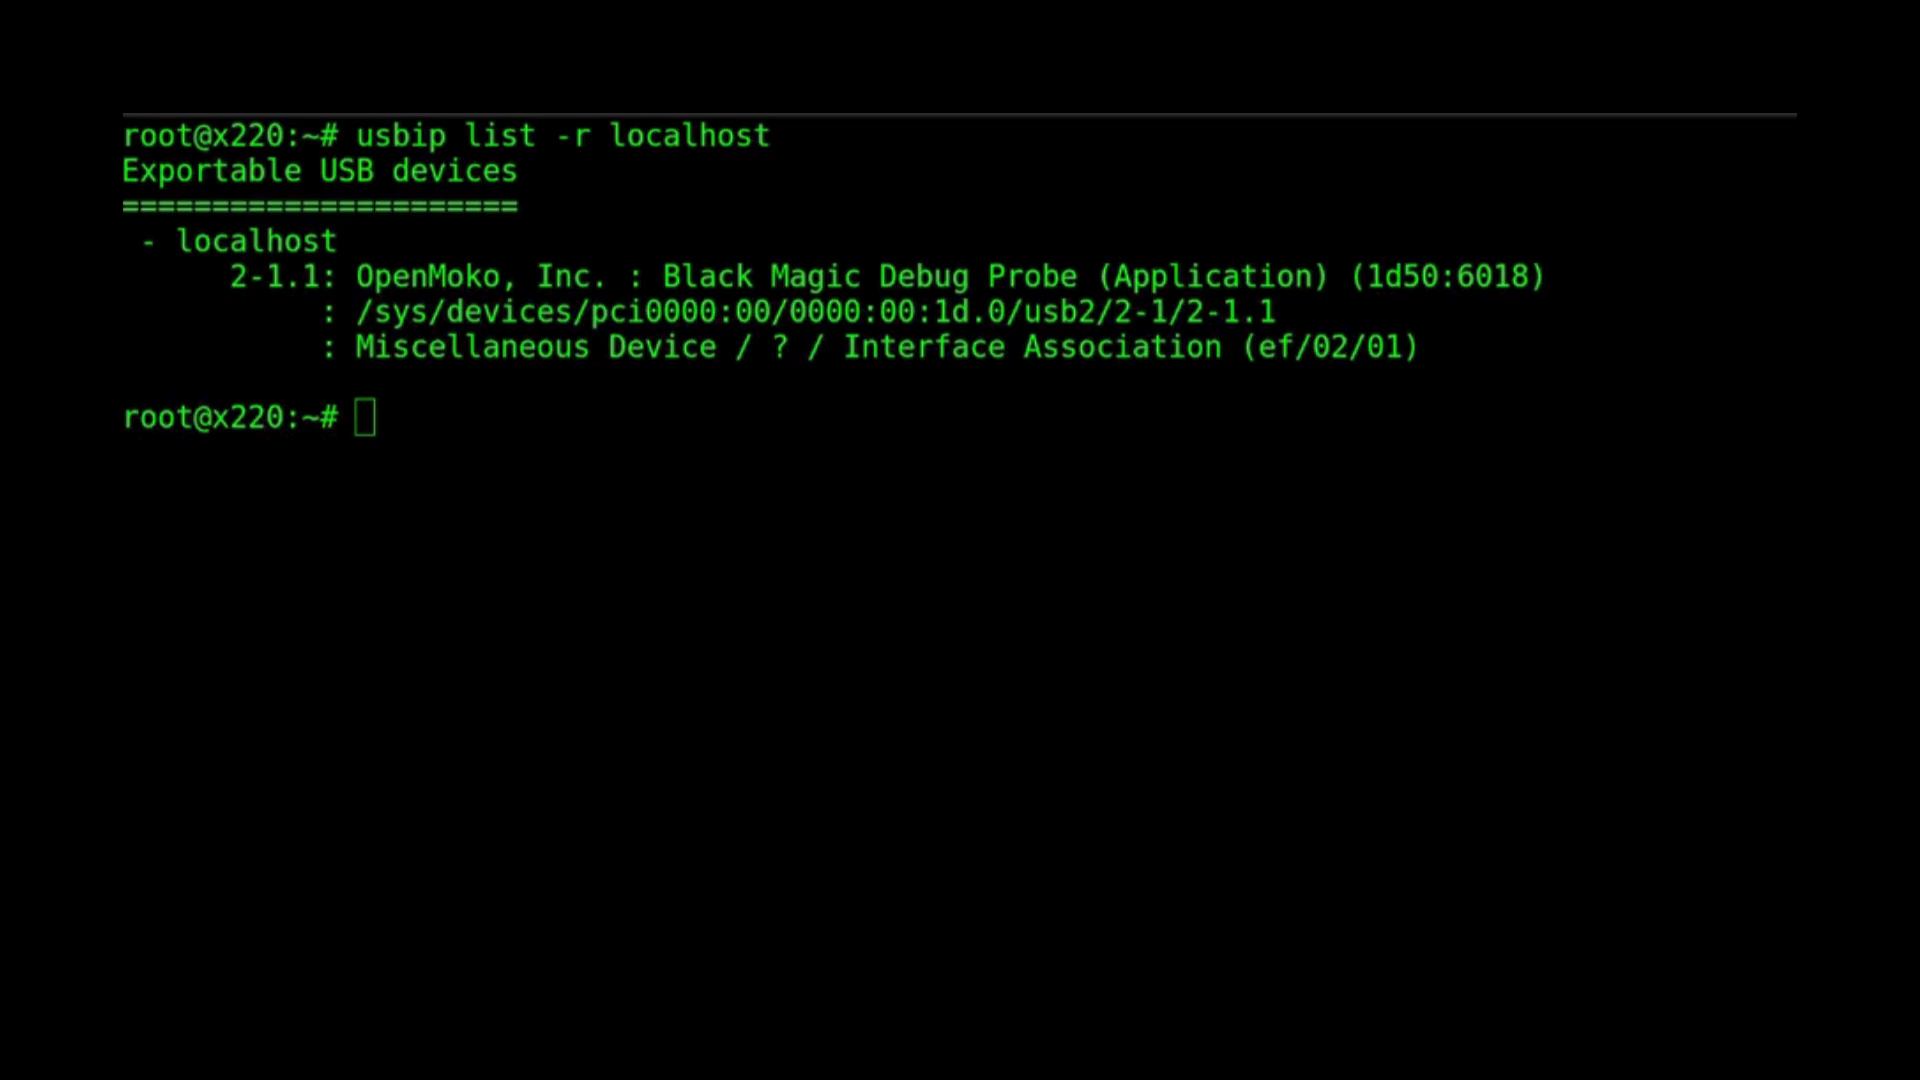 root@x220:~# usbip list -r localhost
Exportable USB devices
======================
 - localhost
      2-1.1: OpenMoko, Inc. : Black Magic Debug Probe (Application) (1d50:6018)
           : /sys/devices/pci0000:00/0000:00:1d.0/usb2/2-1/2-1.1
           : Miscellaneous Device / ? / Interface Association (ef/02/01)

root@x220:~#